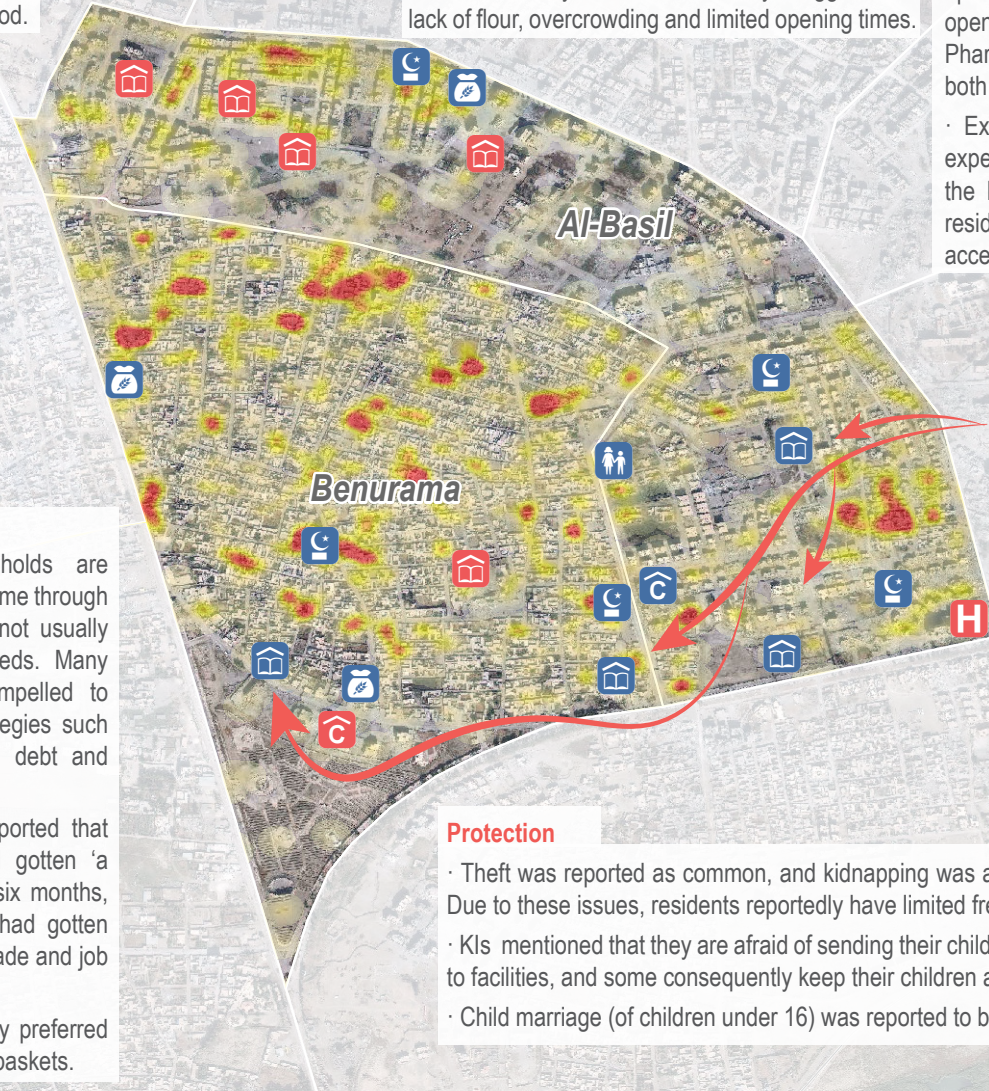 od.
lack of flour, overcrowding and limited opening times.
open
Phar
both
· Ex
expe
the
resid
acce
Al-Basil
Benurama
H
C
C
holds are
me through
not usually
eds. Many
mpelled to
egies such
debt and
ported that
gotten ‘a
six months,
had gotten
ade and job
y preferred
baskets.
Protection
· Theft was reported as common, and kidnapping was a
Due to these issues, residents reportedly have limited fre
· KIs mentioned that they are afraid of sending their child
to facilities, and some consequently keep their children a
· Child marriage (of children under 16) was reported to b